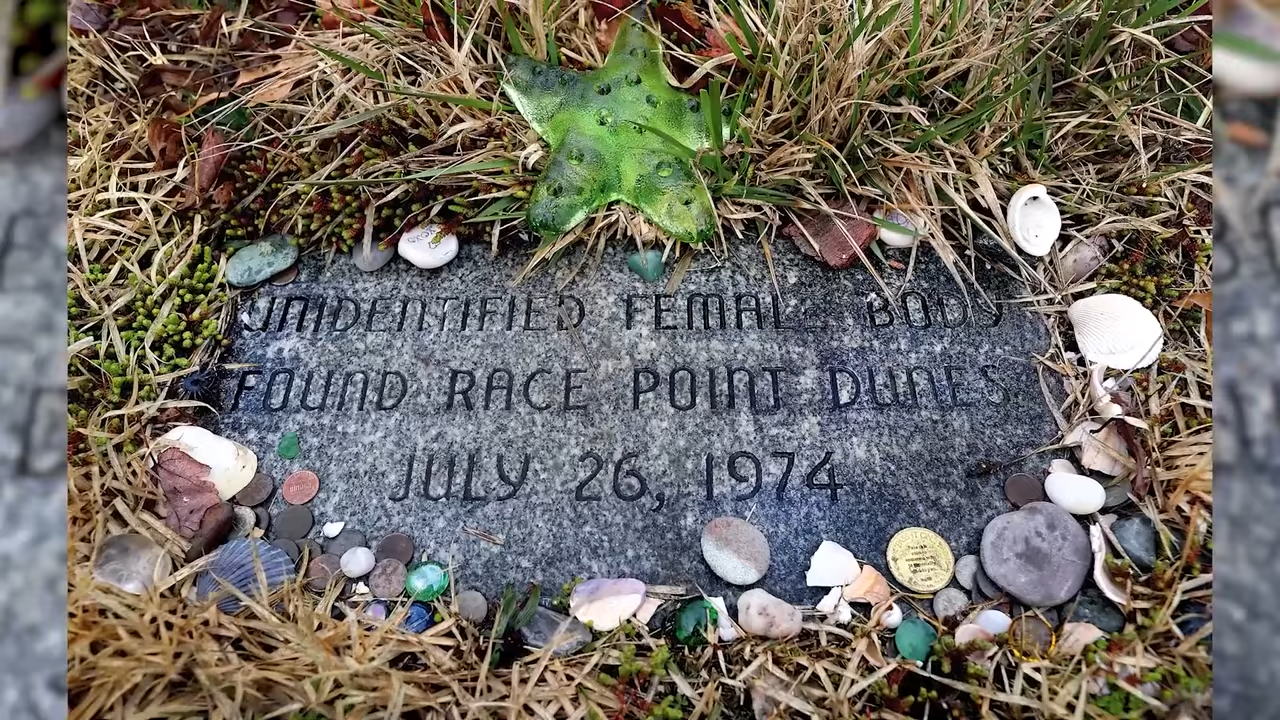 UNIDENTIFIED FEMALE BODY
FOUND RACE POINT DUNES
JULY 26, 1974